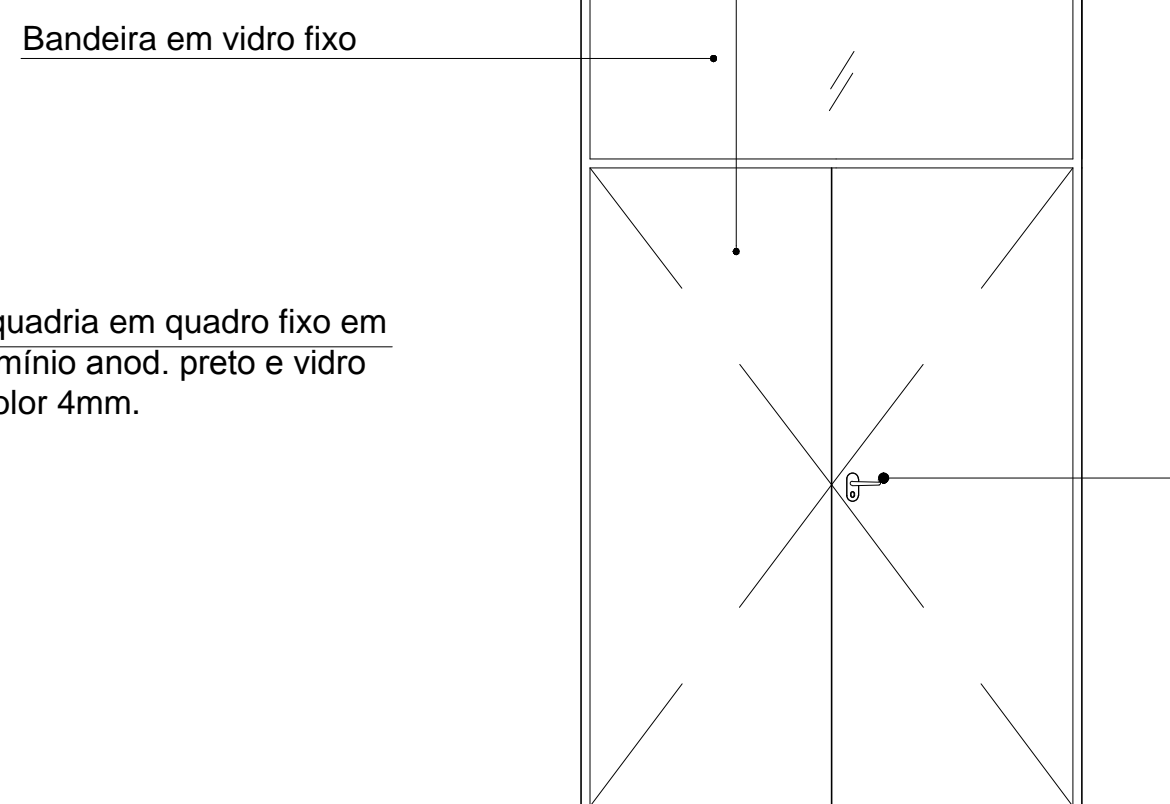 Bandeira em vidro fixo
quadria em quadro fixo em
mínio anod. preto e vidro
olor 4mm.